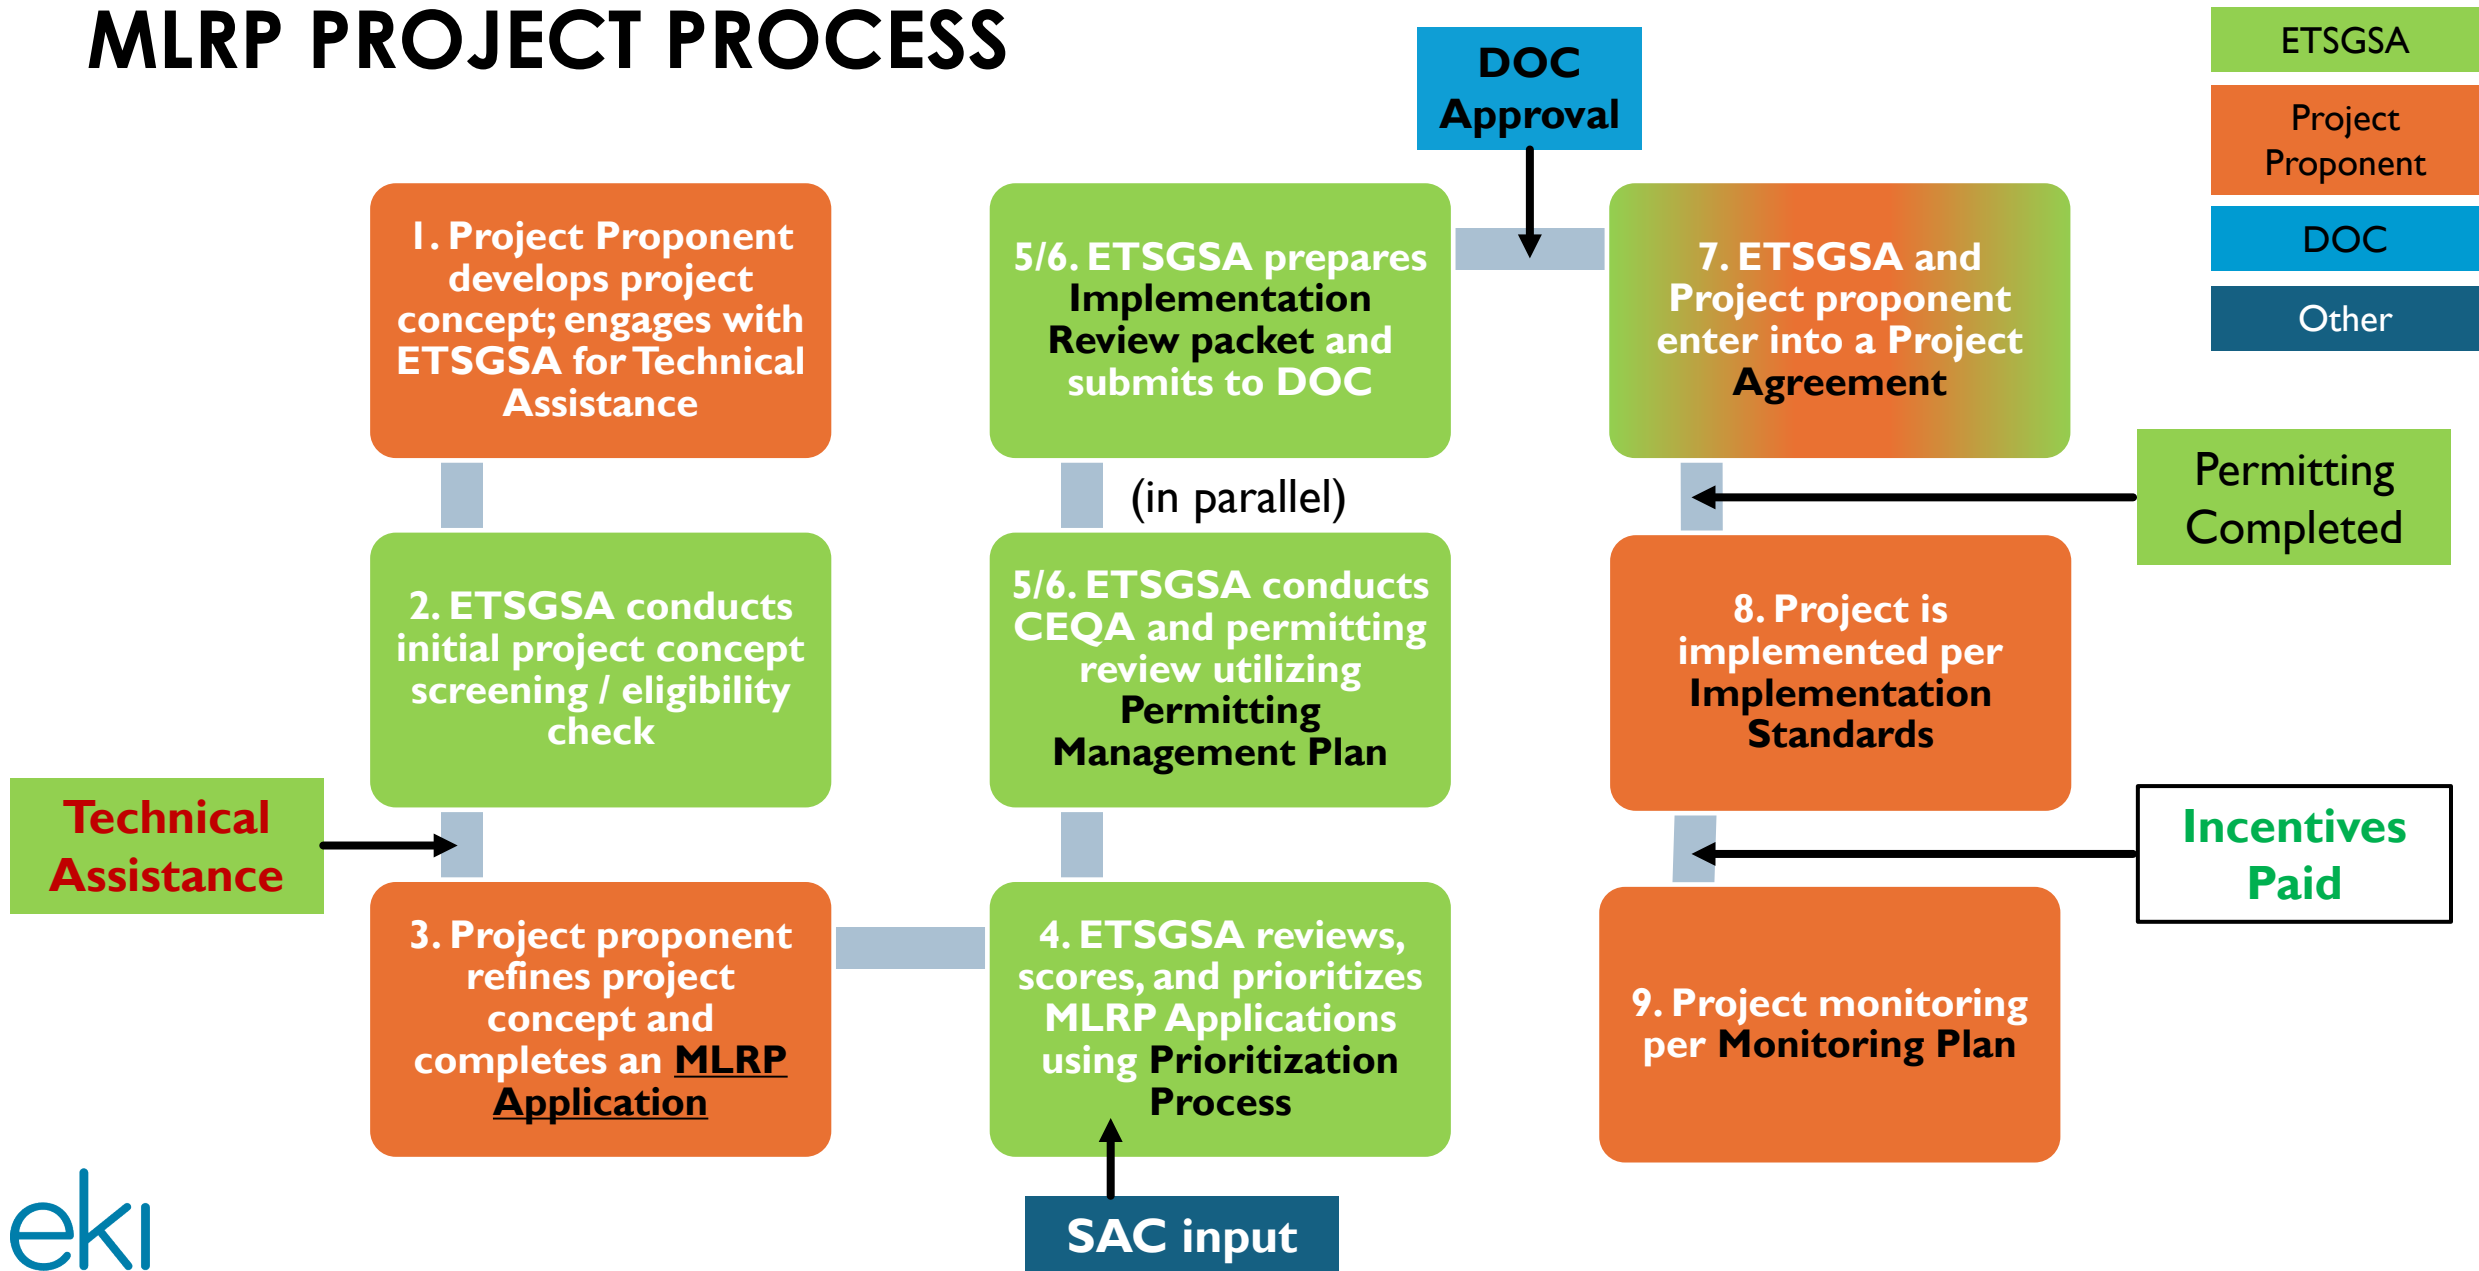 MLRP PROJECT PROCESS
DOC
Approval
ETSGSA
Project
Proponent
DOC
Other
1. Project Proponent
develops project
concept; engages with
ETSGSA for Technical
Assistance
2. ETSGSA conducts
initial project concept
screening / eligibility
check
Technical
Assistance
3. Project proponent
refines project
concept and
completes an MLRP
Application
4. ETSGSA reviews,
scores, and prioritizes
MLRP Applications
using Prioritization
Process
SAC input
5/6. ETSGSA conducts
CEQA and permitting
review utilizing
Permitting
Management Plan
(in parallel)
5/6. ETSGSA prepares
Implementation
Review packet and
submits to DOC
7. ETSGSA and
Project proponent
enter into a Project
Agreement
Permitting
Completed
8. Project is
implemented per
Implementation
Standards
Incentives
Paid
9. Project monitoring
per Monitoring Plan
eki